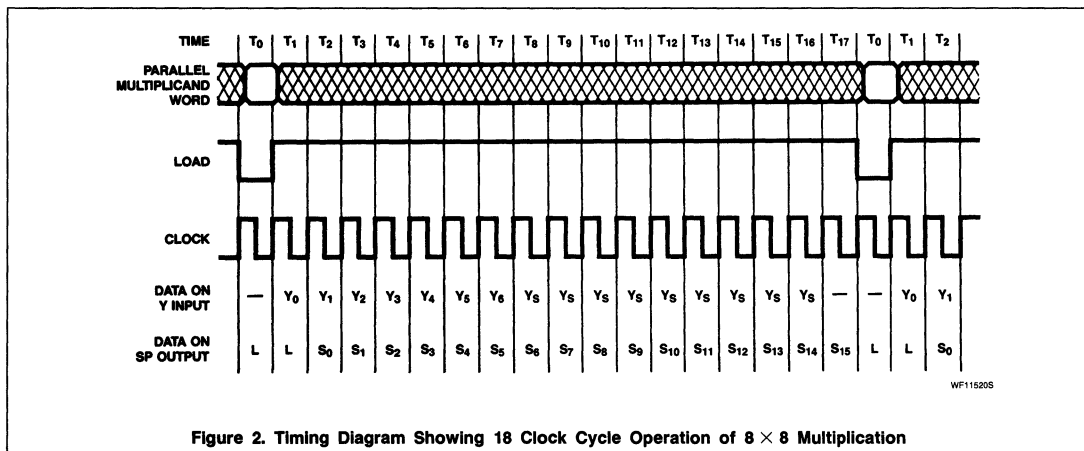 TIME T0 T1 T2 T3 T4 T5 T6 T7 T8 T9 T10 T11 T12 T13 T14 T15 T16 T17 T0 T1 T2
PARALLEL
MULTIPLICAND
WORD
LOAD
CLOCK
DATA ON
Y INPUT — Y0 Y1 Y2 Y3 Y4 Y5 Y6 YS YS YS YS YS YS YS YS YS — — Y0 Y1
DATA ON
SP OUTPUT L L S0 S1 S2 S3 S4 S5 S6 S7 S8 S9 S10 S11 S12 S13 S14 S15 L L S0
WF11520S
Figure 2. Timing Diagram Showing 18 Clock Cycle Operation of 8 × 8 Multiplication